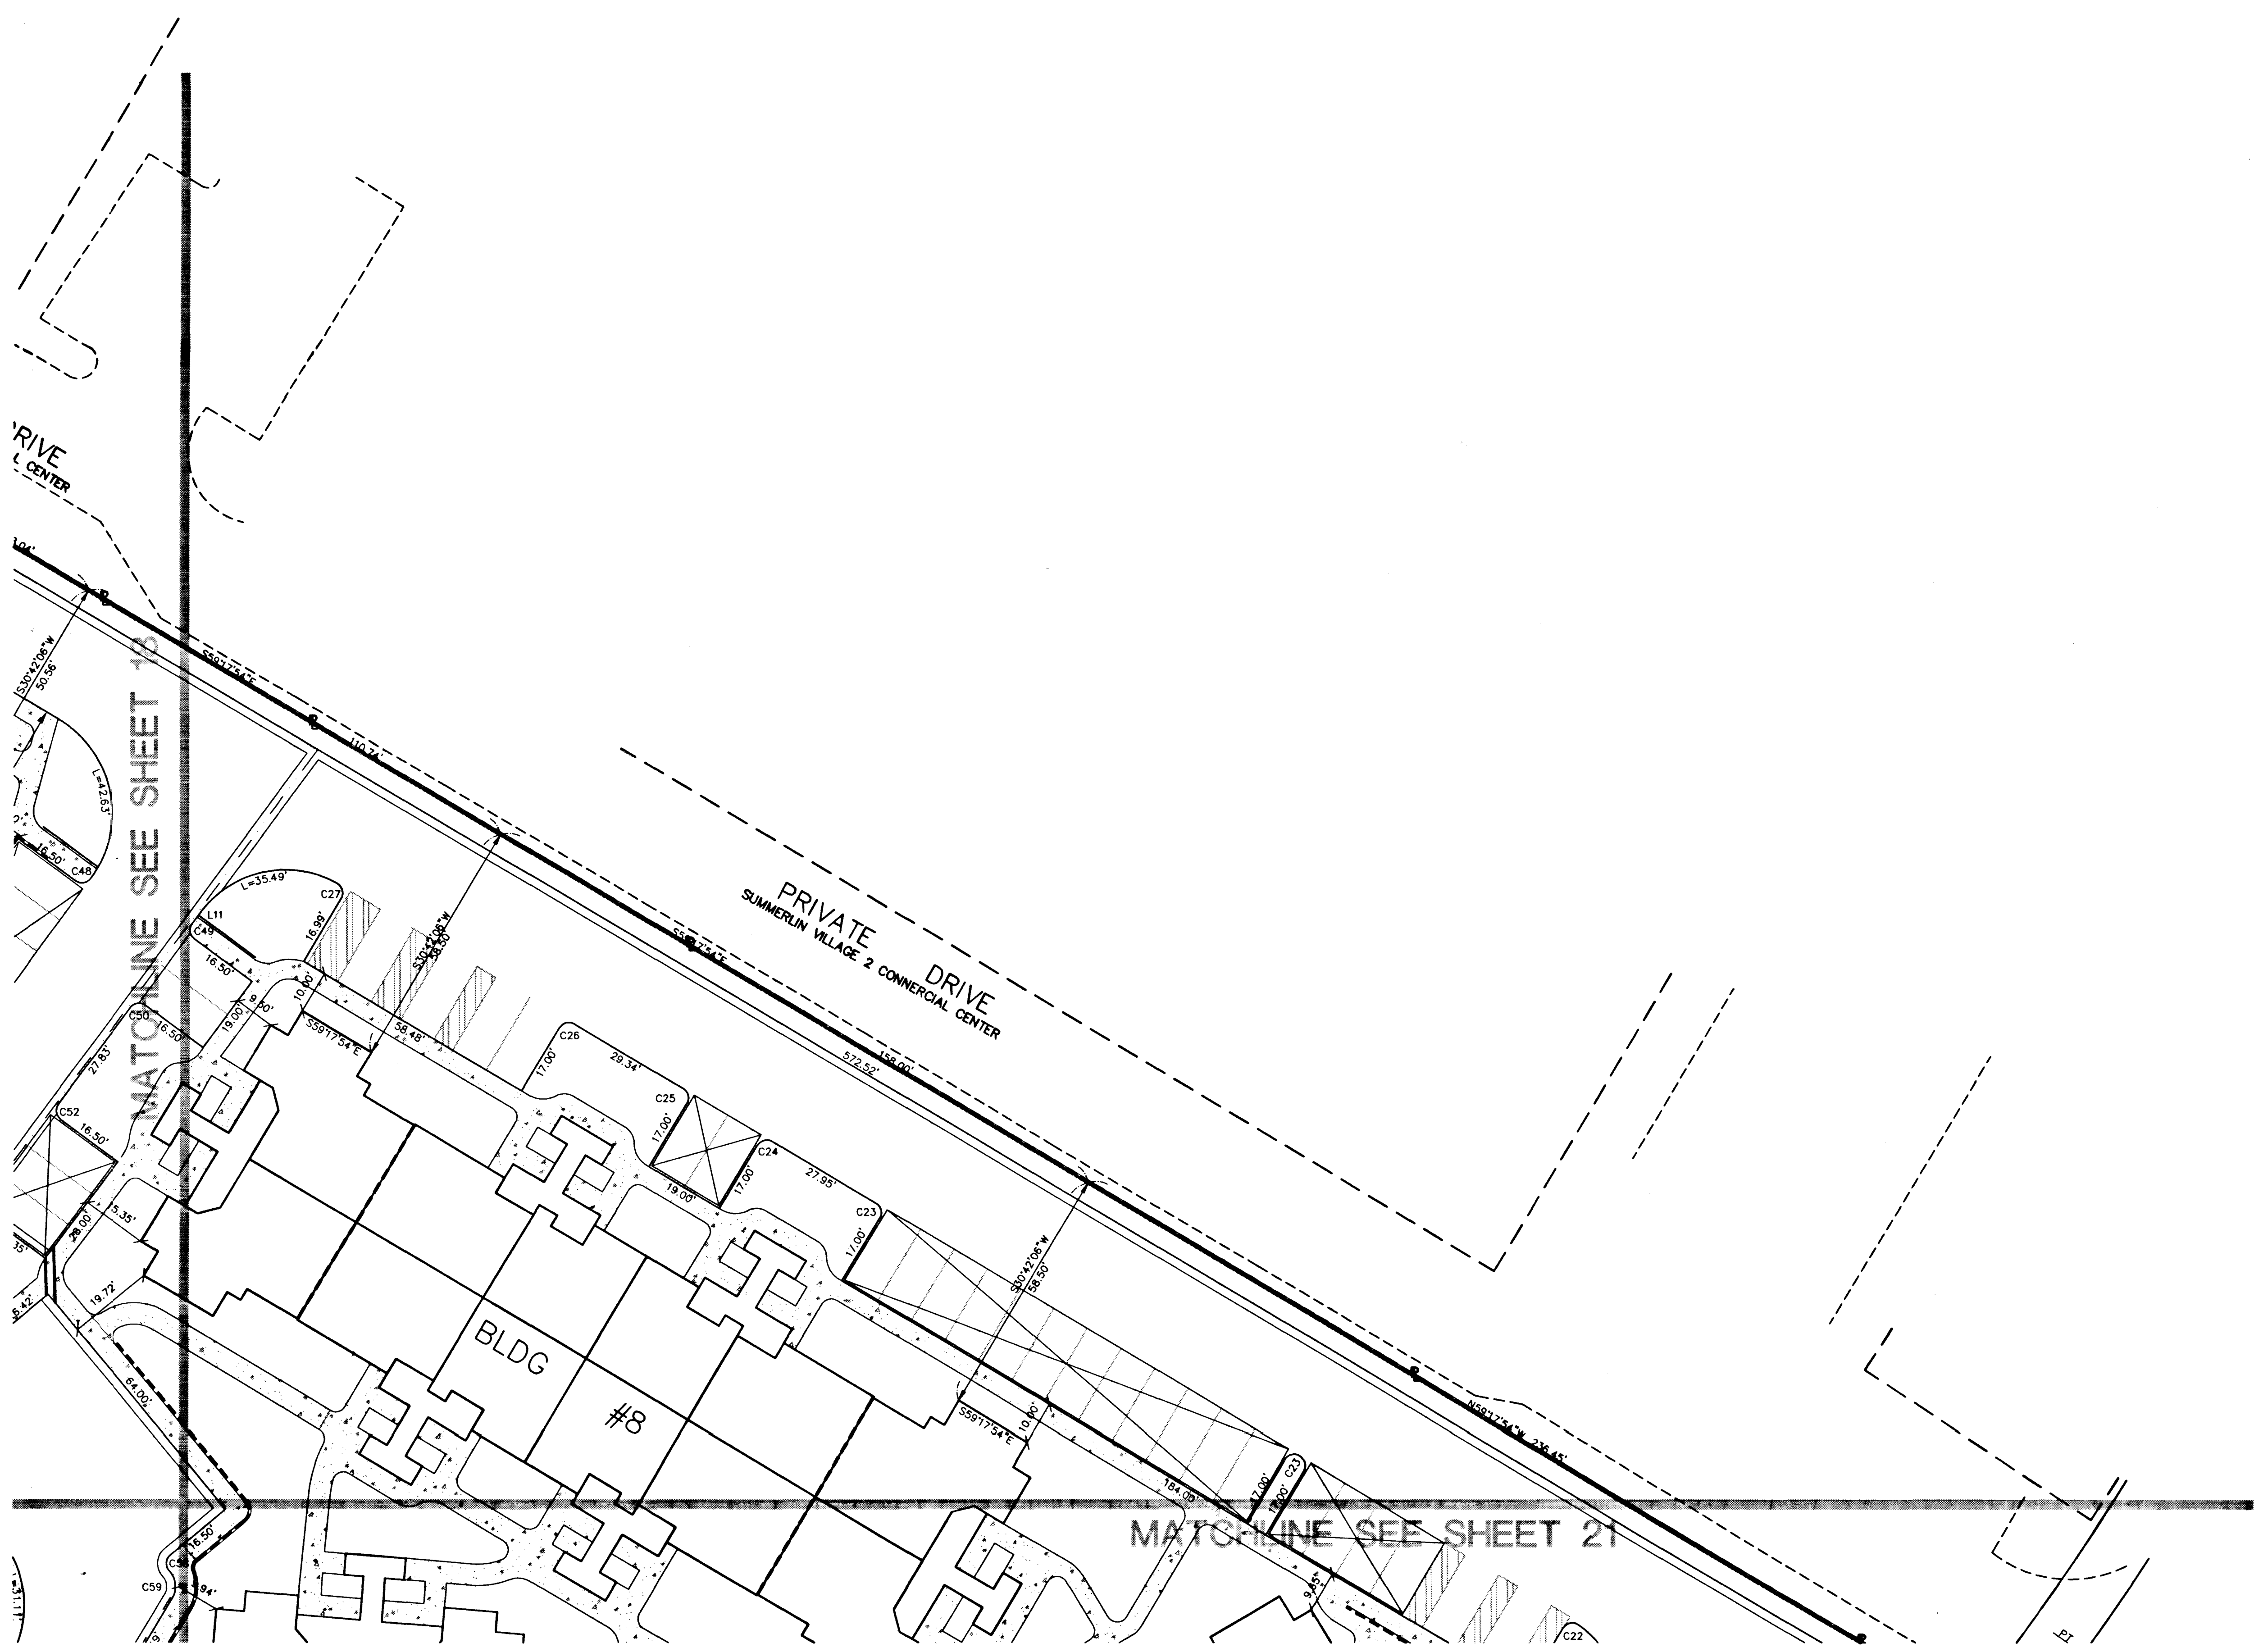 DRIVE
L CENTER
S30°42'06"W
50.56'
S59°17'54"E
110.74'
MATCHLINE SEE SHEET 18
L=42.63'
16.50'
C48
L=35.49'
C27
L11
C49
16.99'
16.50'
10.00'
S30°42'06"W
58.50'
S59°17'54"E
PRIVATE
DRIVE
SUMMERLIN VILLAGE 2 CONNERCIAL CENTER
C50
16.50'
9.50'
19.00'
S59°17'54"E
58.48'
27.83'
C26
17.00'
29.34'
C25
17.00'
19.00'
C24
17.00'
27.95'
C23
17.00'
158.00'
572.52'
C52
16.50'
28.00'
19.72'
S30°42'06"W
58.50'
BLDG
#8
64.00'
S59°17'54"E
10.00'
N59°17'54"W 236.45'
184.00'
17.00'
C23
17.00'
MATCHLINE SEE SHEET 21
16.50'
C59
9.85'
C22
PT